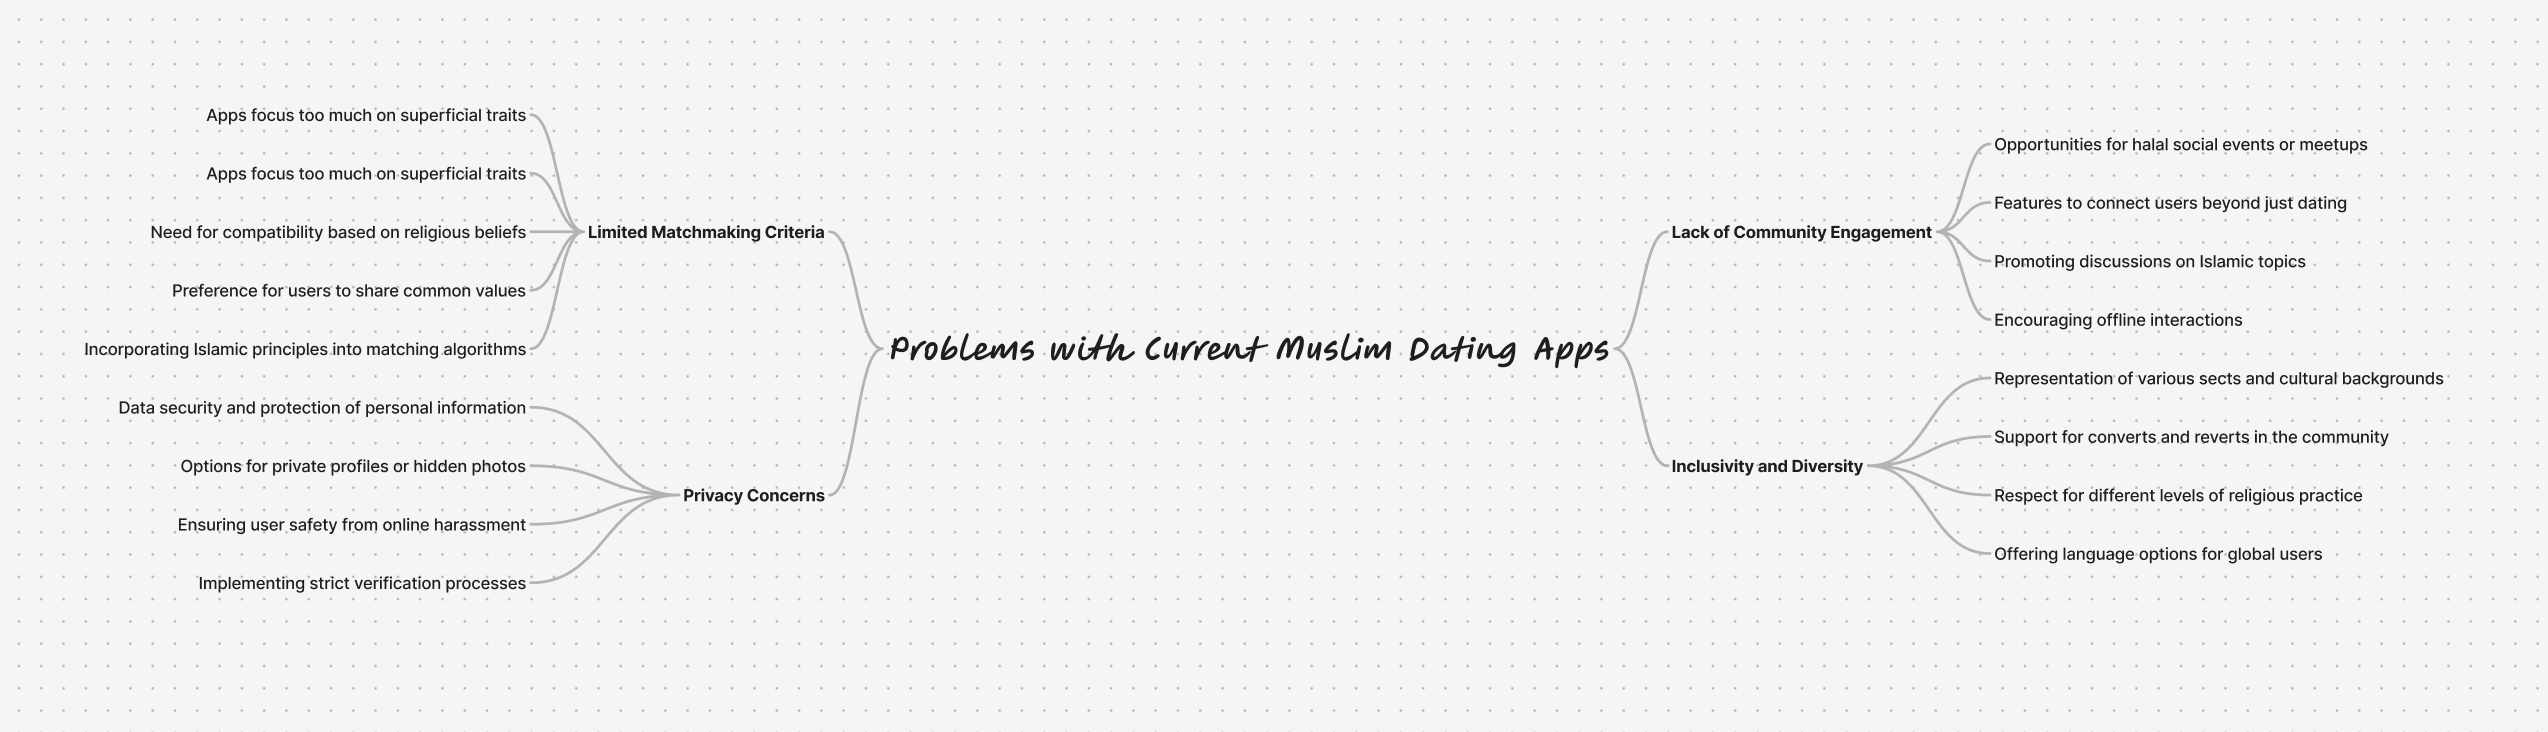 Problems with Current Muslim Dating Apps
Limited Matchmaking Criteria
Apps focus too much on superficial traits
Apps focus too much on superficial traits
Need for compatibility based on religious beliefs
Preference for users to share common values
Incorporating Islamic principles into matching algorithms
Privacy Concerns
Data security and protection of personal information
Options for private profiles or hidden photos
Ensuring user safety from online harassment
Implementing strict verification processes
Lack of Community Engagement
Opportunities for halal social events or meetups
Features to connect users beyond just dating
Promoting discussions on Islamic topics
Encouraging offline interactions
Inclusivity and Diversity
Representation of various sects and cultural backgrounds
Support for converts and reverts in the community
Respect for different levels of religious practice
Offering language options for global users